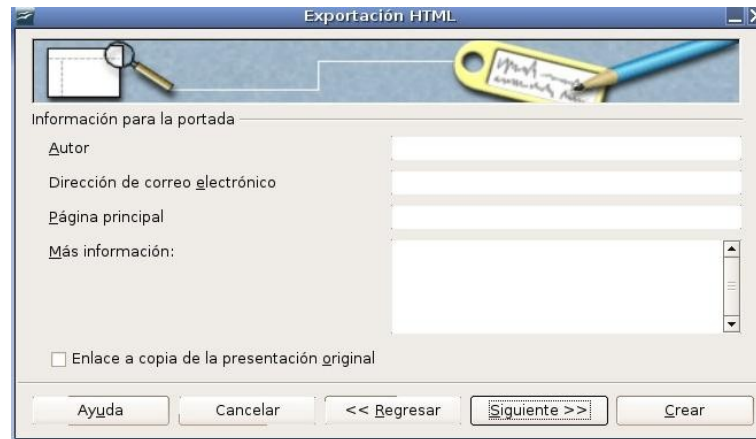 Exportación HTML
Información para la portada
Autor
Dirección de correo electrónico
Página principal
Más información:
Enlace a copia de la presentación original
Ayuda Cancelar << Regresar Siguiente >> Crear